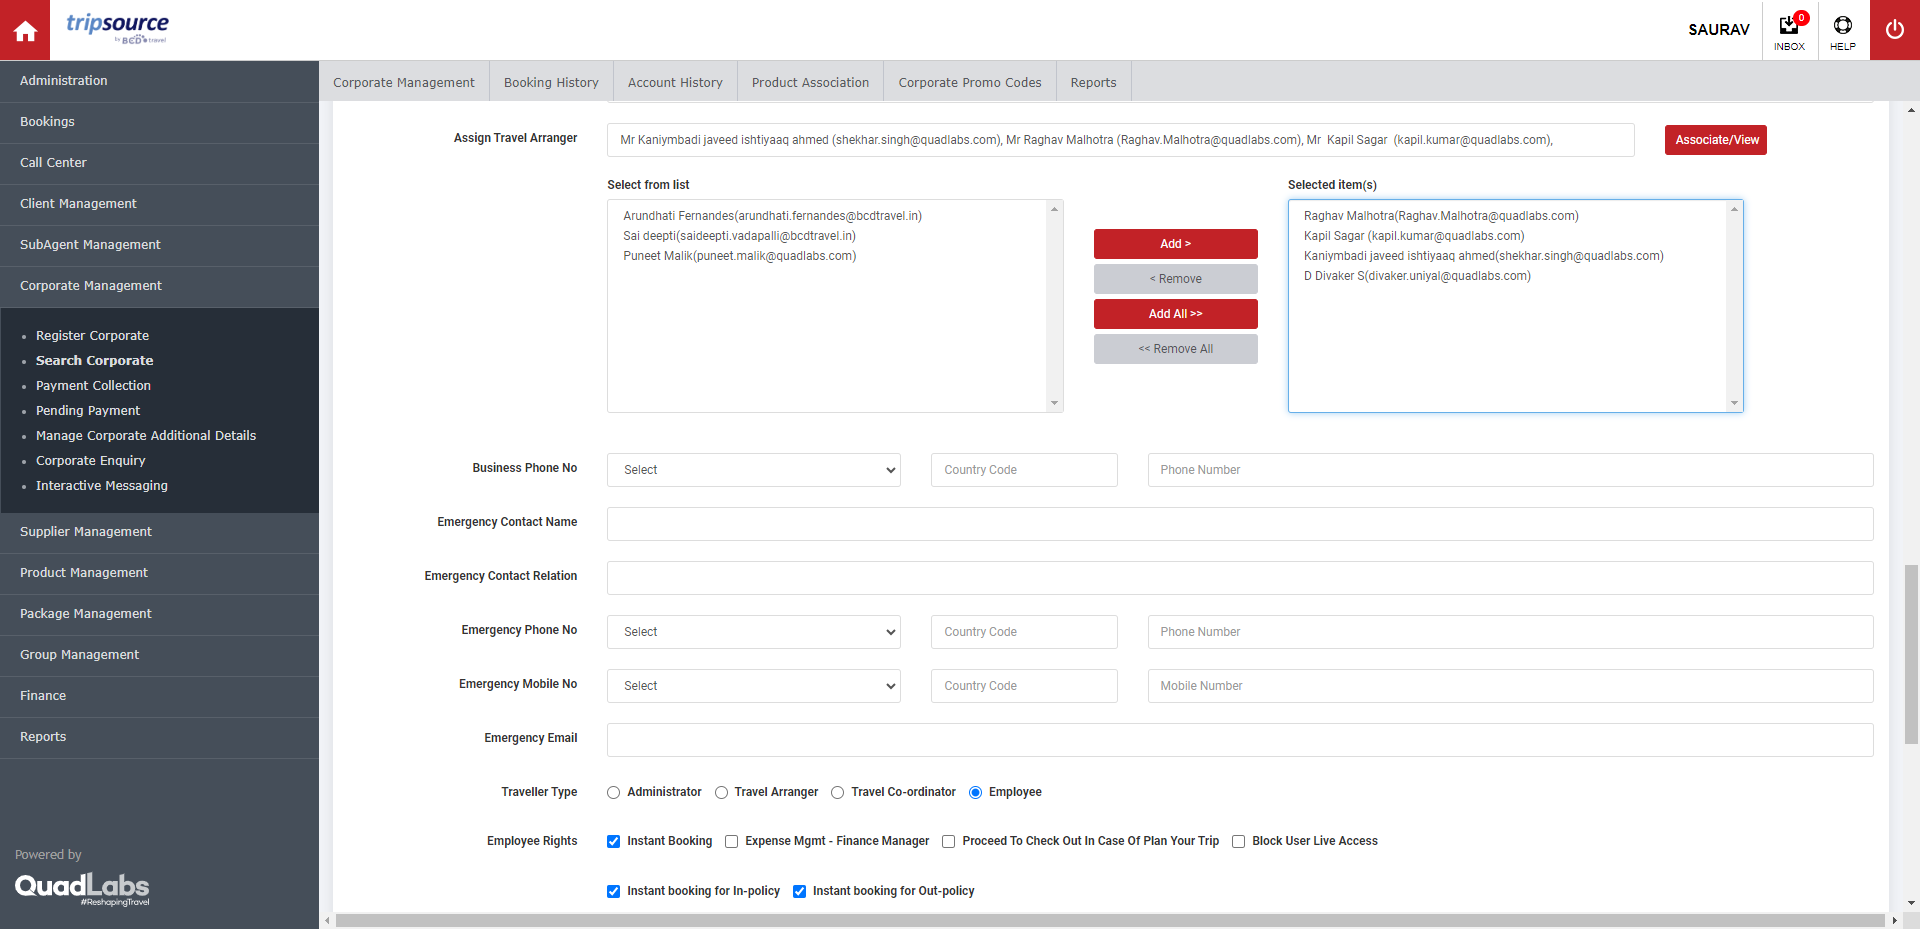 tripsource
by BCD travel
SAURAV
0
INBOX
HELP
Administration
Bookings
Call Center
Client Management
SubAgent Management
Corporate Management
Register Corporate
Search Corporate
Payment Collection
Pending Payment
Manage Corporate Additional Details
Corporate Enquiry
Interactive Messaging
Supplier Management
Product Management
Package Management
Group Management
Finance
Reports
Powered by
QuadLabs
#ReshapingTravel
Corporate Management
Booking History
Account History
Product Association
Corporate Promo Codes
Reports
Assign Travel Arranger
Mr Kaniymbadi javeed ishtiyaaq ahmed (shekhar.singh@quadlabs.com), Mr Raghav Malhotra (Raghav.Malhotra@quadlabs.com), Mr  Kapil Sagar  (kapil.kumar@quadlabs.com),
Associate/View
Select from list
Arundhati Fernandes(arundhati.fernandes@bcdtravel.in)
Sai deepti(saideepti.vadapalli@bcdtravel.in)
Puneet Malik(puneet.malik@quadlabs.com)
Add >
< Remove
Add All >>
<< Remove All
Selected item(s)
Raghav Malhotra(Raghav.Malhotra@quadlabs.com)
Kapil Sagar (kapil.kumar@quadlabs.com)
Kaniymbadi javeed ishtiyaaq ahmed(shekhar.singh@quadlabs.com)
D Divaker S(divaker.uniyal@quadlabs.com)
Business Phone No
Select
Country Code
Phone Number
Emergency Contact Name
Emergency Contact Relation
Emergency Phone No
Select
Country Code
Phone Number
Emergency Mobile No
Select
Country Code
Mobile Number
Emergency Email
Traveller Type
Administrator
Travel Arranger
Travel Co-ordinator
Employee
Employee Rights
Instant Booking
Expense Mgmt - Finance Manager
Proceed To Check Out In Case Of Plan Your Trip
Block User Live Access
Instant booking for In-policy
Instant booking for Out-policy